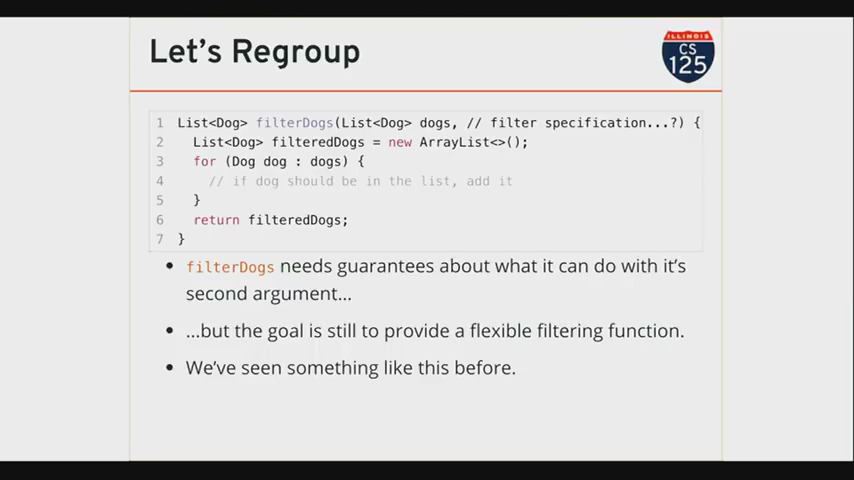 Let's Regroup
ILLINOIS
CS
125
1 List<Dog> filterDogs(List<Dog> dogs, // filter specification...?) {
2 List<Dog> filteredDogs = new ArrayList<>();
3 for (Dog dog : dogs) {
4 // if dog should be in the list, add it
5 }
6 return filteredDogs;
7 }
• filterDogs needs guarantees about what it can do with it's
second argument...
• ...but the goal is still to provide a flexible filtering function.
• We've seen something like this before.